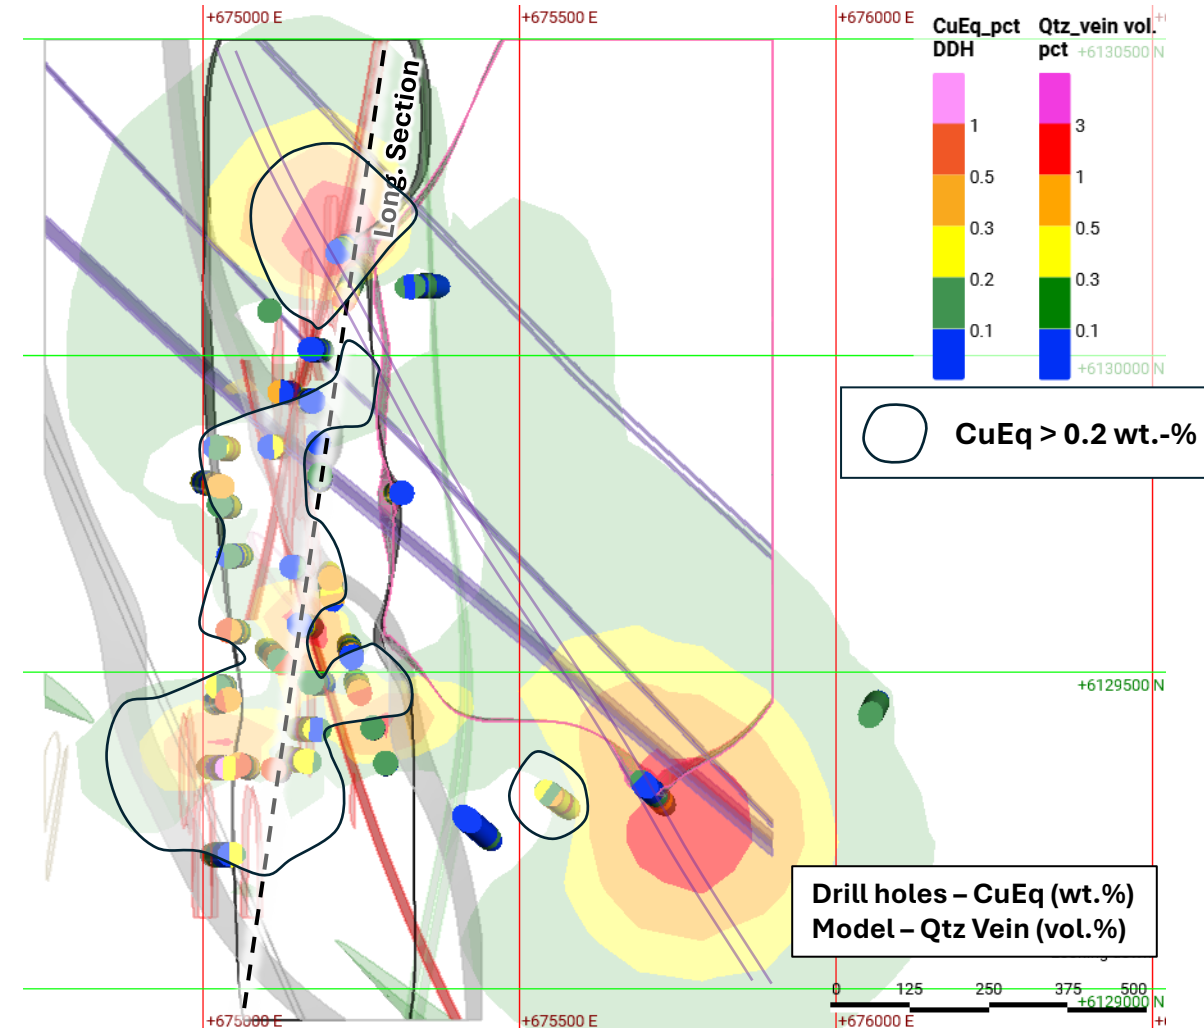 +675000 E
+675500 E
+676000 E
CuEq_pct
DDH
Qtz_vein vol.
pct
+6130500 N
1
0.5
0.3
0.2
0.1
3
1
0.5
0.3
0.1
Long. Section
+6130000 N
CuEq > 0.2 wt.-%
+6129500 N
Drill holes – CuEq (wt.%)
Model – Qtz Vein (vol.%)
0
125
250
375
500
+6129000 N
+675000 E
+675500 E
+676000 E